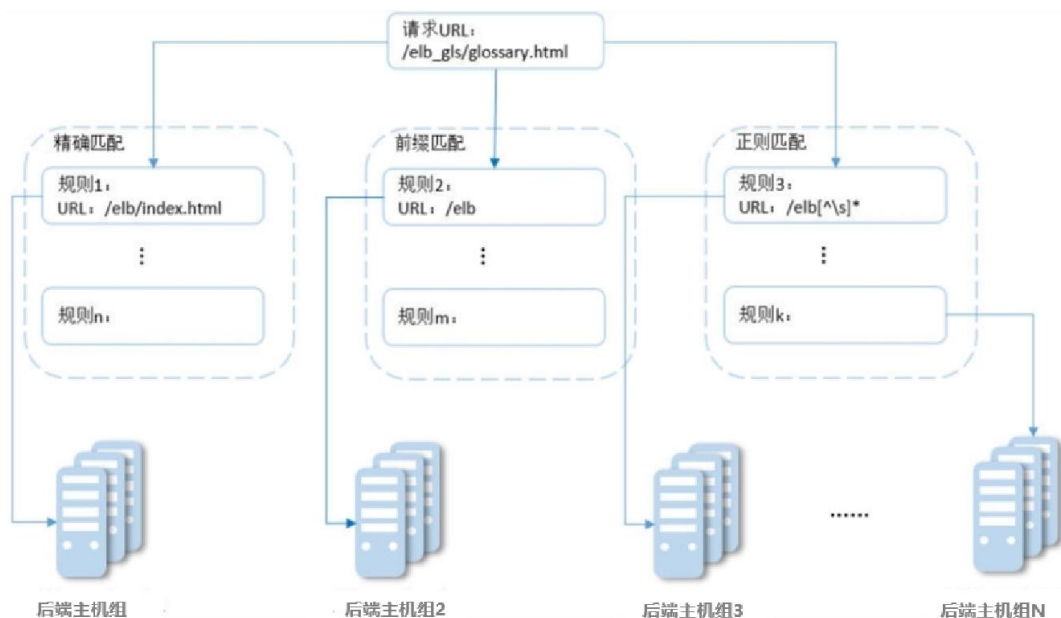 请求URL：
/elb_gls/glossary.html
精确匹配
规则1：
URL：/elb/index.html
⋮
规则n：
前缀匹配
规则2：
URL：/elb
⋮
规则m：
正则匹配
规则3：
URL：/elb[^\s]*
⋮
规则k：
......
后端主机组
后端主机组2
后端主机组3
后端主机组N